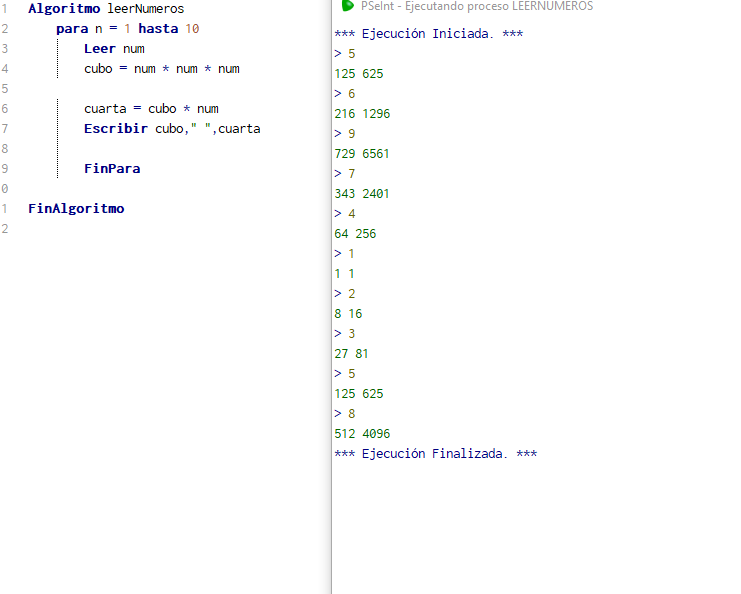 1 Algoritmo leerNumeros
2 para n = 1 hasta 10
3 Leer num
4 cubo = num * num * num
5
6 cuarta = cubo * num
7 Escribir cubo," ",cuarta
8
9 FinPara
0
1 FinAlgoritmo
2
PSeInt - Ejecutando proceso LEERNUMEROS
*** Ejecución Iniciada. ***
> 5
125 625
> 6
216 1296
> 9
729 6561
> 7
343 2401
> 4
64 256
> 1
1 1
> 2
8 16
> 3
27 81
> 5
125 625
> 8
512 4096
*** Ejecución Finalizada. ***